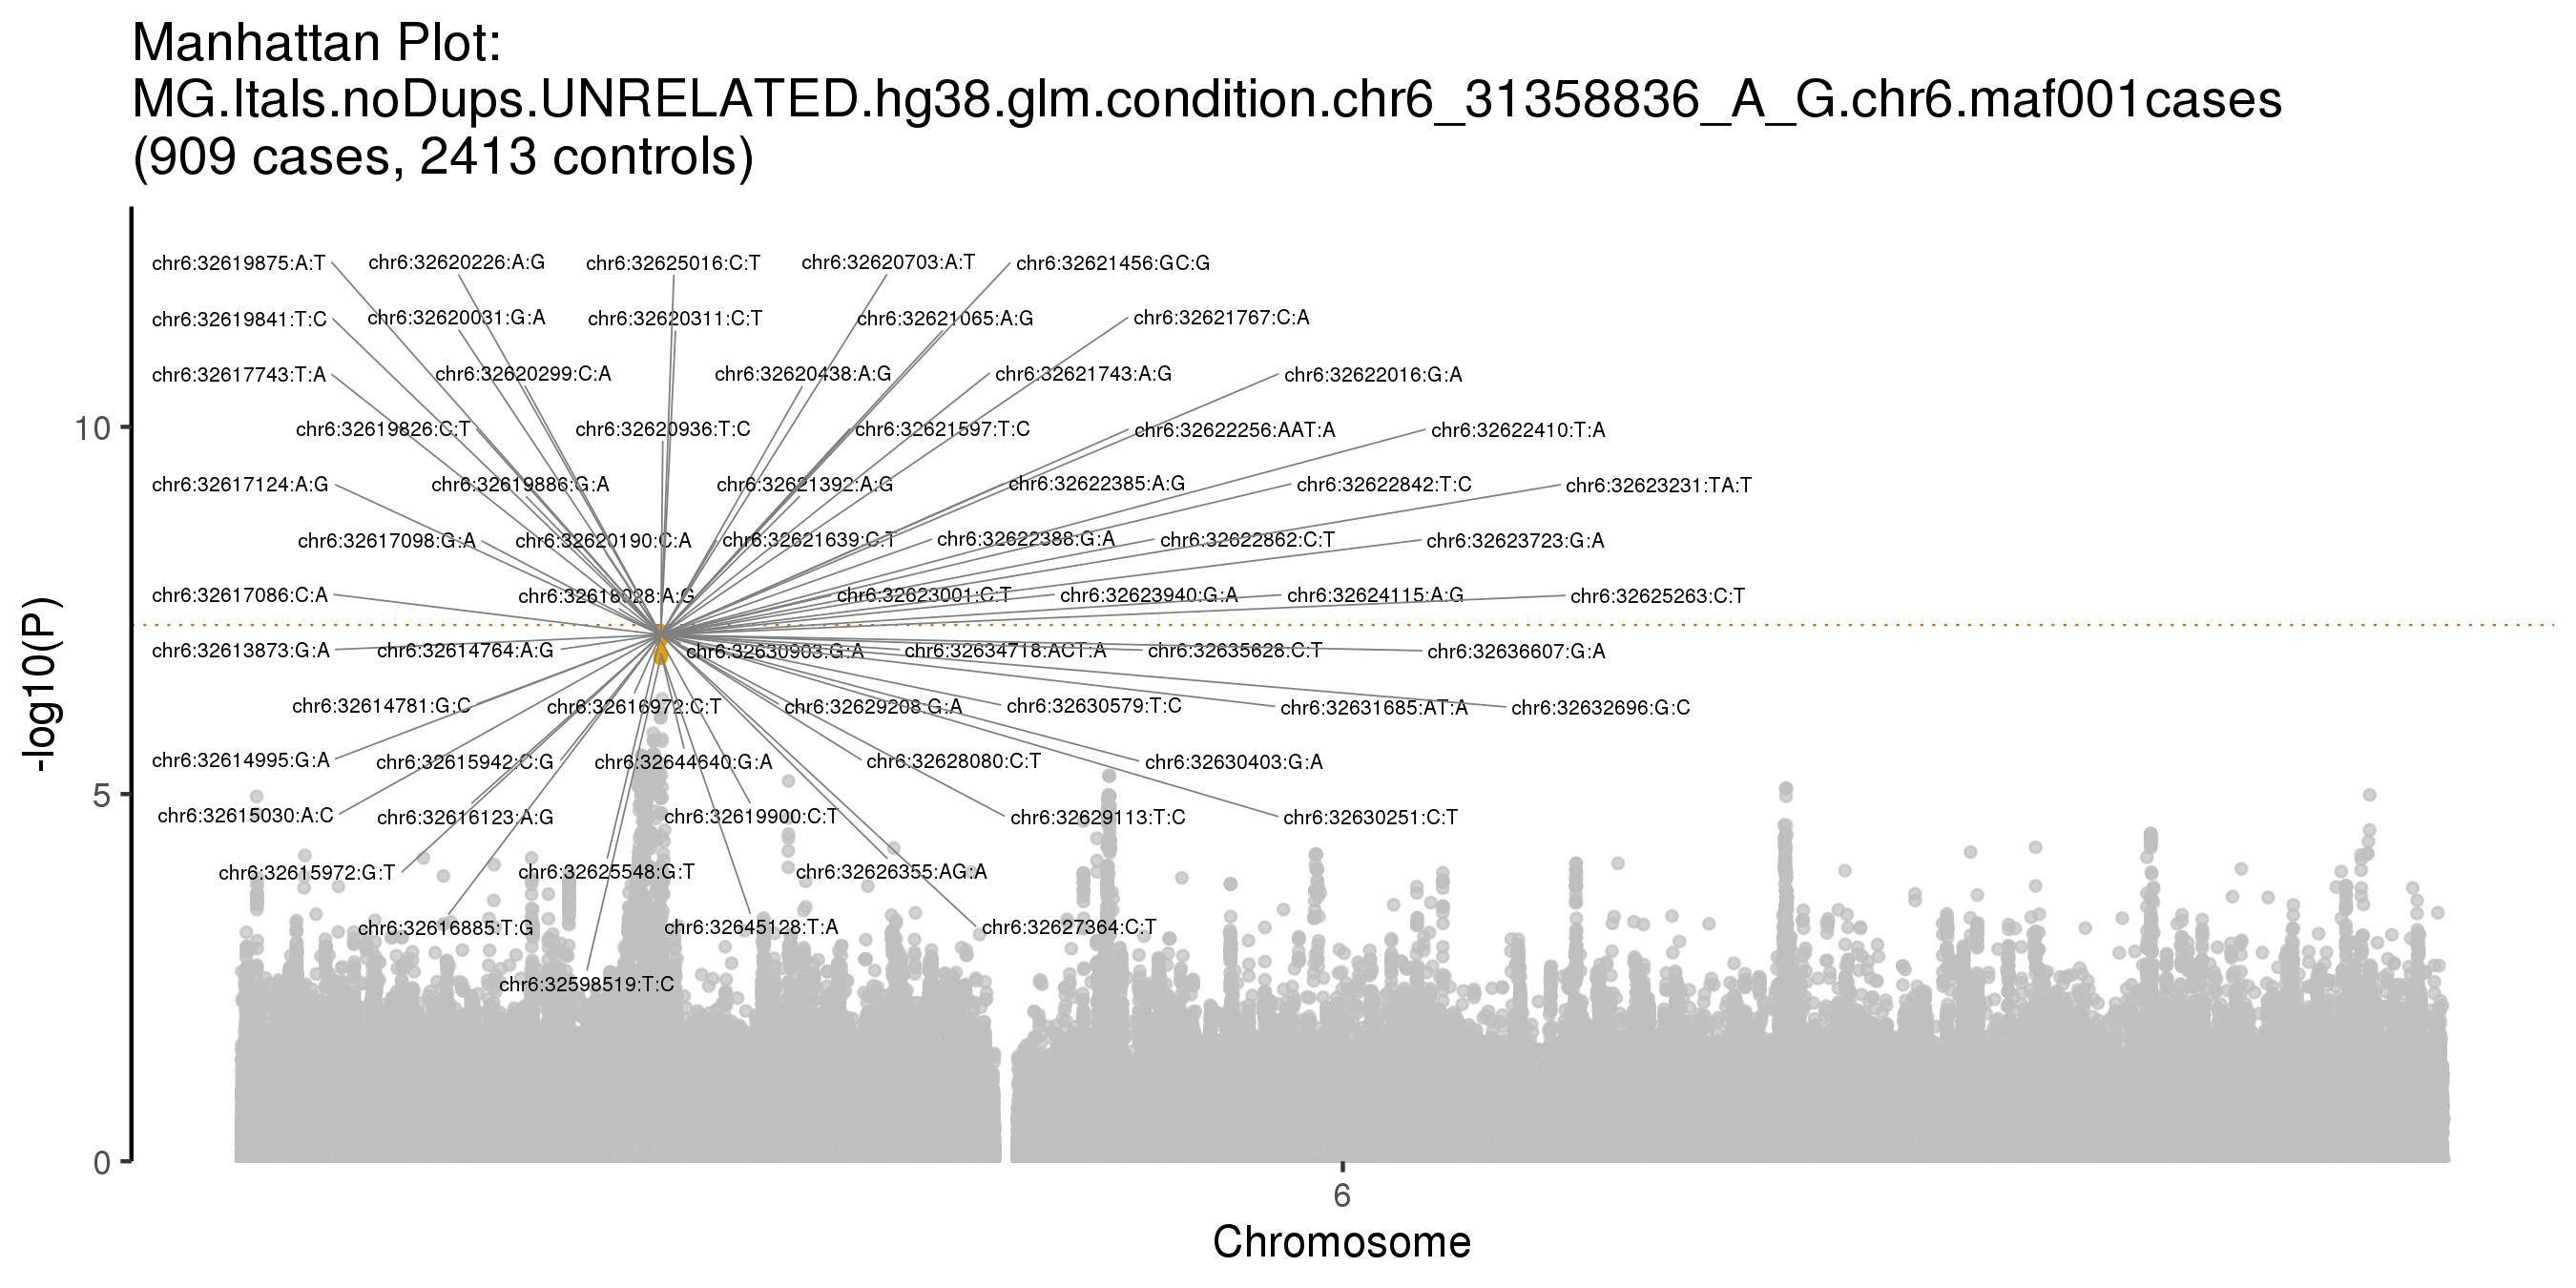 Manhattan Plot:
MG.Itals.noDups.UNRELATED.hg38.glm.condition.chr6_31358836_A_G.chr6.maf001cases
(909 cases, 2413 controls)
chr6:32619875:A:T chr6:32620226:A:G chr6:32625016:C:T chr6:32620703:A:T chr6:32621456:GC:G
chr6:32619841:T:C chr6:32620031:G:A chr6:32620311:C:T chr6:32621065:A:G chr6:32621767:C:A
chr6:32617743:T:A chr6:32620299:C:A chr6:32620438:A:G chr6:32621743:A:G chr6:32622016:G:A
10 chr6:32619826:C:T chr6:32620936:T:C chr6:32621597:T:C chr6:32622256:AAT:A chr6:32622410:T:A
chr6:32617124:A:G chr6:32619886:G:A chr6:32621392:A:G chr6:32622385:A:G chr6:32622842:T:C chr6:32623231:TA:T
chr6:32617098:G:A chr6:32620190:C:A chr6:32621639:C:T chr6:32622388:G:A chr6:32622862:C:T chr6:32623723:G:A
chr6:32617086:C:A chr6:32618028:A:G chr6:32623001:C:T chr6:32623940:G:A chr6:32624115:A:G chr6:32625263:C:T
chr6:32613873:G:A chr6:32614764:A:G chr6:32630903:G:A chr6:32634718:ACT:A chr6:32635628:C:T chr6:32636607:G:A
chr6:32614781:G:C chr6:32616972:C:T chr6:32629208:G:A chr6:32630579:T:C chr6:32631685:AT:A chr6:32632696:G:C
chr6:32614995:G:A chr6:32615942:C:G chr6:32644640:G:A chr6:32628080:C:T chr6:32630403:G:A
5
chr6:32615030:A:C chr6:32616123:A:G chr6:32619900:C:T chr6:32629113:T:C chr6:32630251:C:T
chr6:32615972:G:T chr6:32625548:G:T chr6:32626355:AG:A
chr6:32616885:T:G chr6:32645128:T:A chr6:32627364:C:T
chr6:32598519:T:C
0
-log10(P)
6
Chromosome